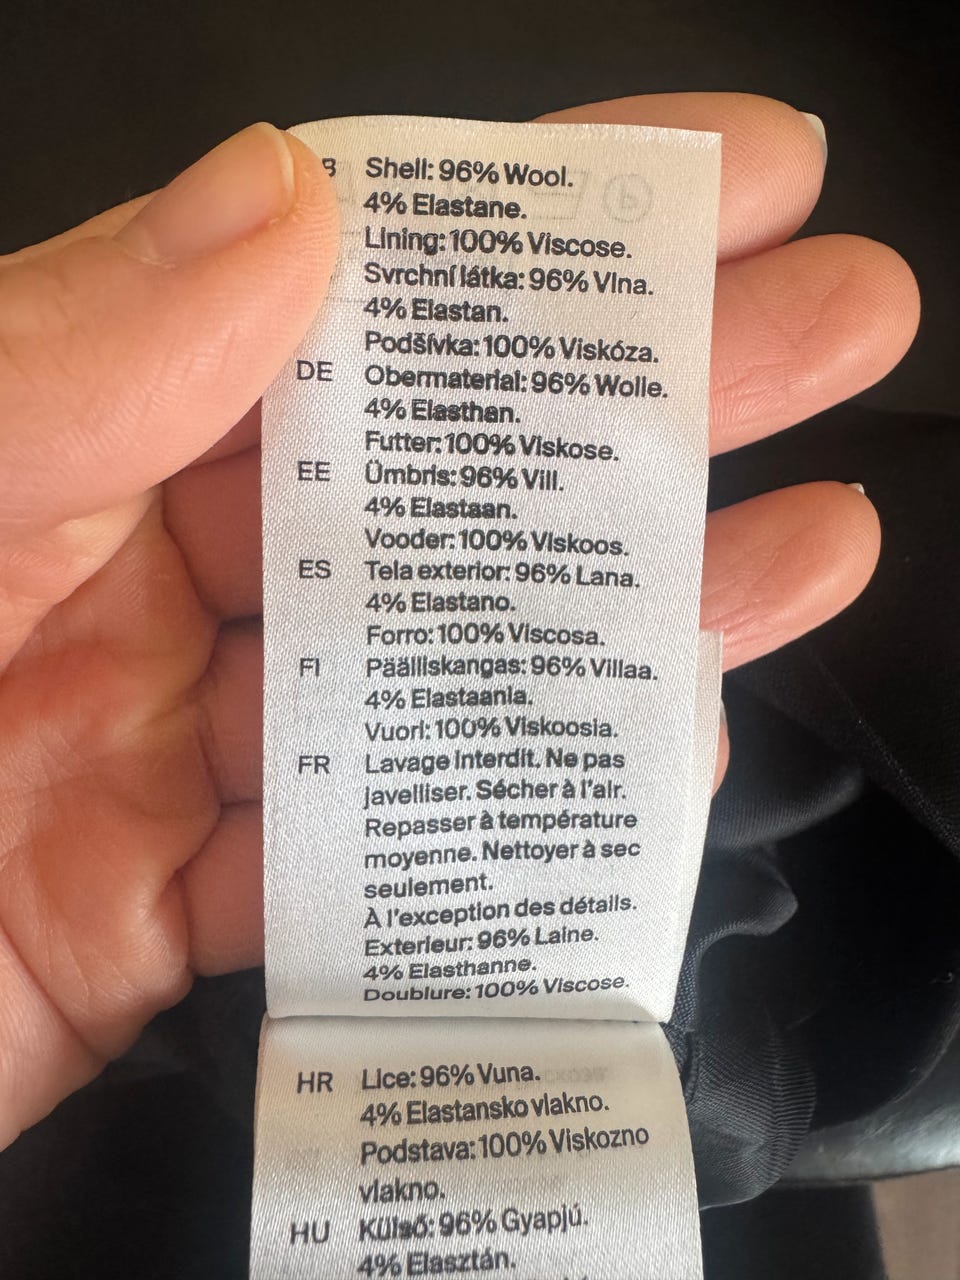 B Shell: 96% Wool.
4% Elastane.
Lining: 100% Viscose.
Svrchní látka: 96% Vlna.
4% Elastan.
Podšívka: 100% Viskóza.
DE Obermaterial: 96% Wolle.
4% Elasthan.
Futter: 100% Viskose.
EE Ümbris: 96% Vill.
4% Elastaan.
Vooder: 100% Viskoos.
ES Tela exterior: 96% Lana.
4% Elastano.
Forro: 100% Viscosa.
FI Päälliskangas: 96% Villaa.
4% Elastaania.
Vuori: 100% Viskoosia.
FR Lavage interdit. Ne pas
javelliser. Sécher à l'air.
Repasser à température
moyenne. Nettoyer à sec
seulement.
À l'exception des détails.
Exterieur: 96% Laine.
4% Elasthanne.
Doublure: 100% Viscose.
HR Lice: 96% Vuna.
4% Elastansko vlakno.
Podstava: 100% Viskozno
vlakno.
HU Külső: 96% Gyapjú.
4% Elasztán.